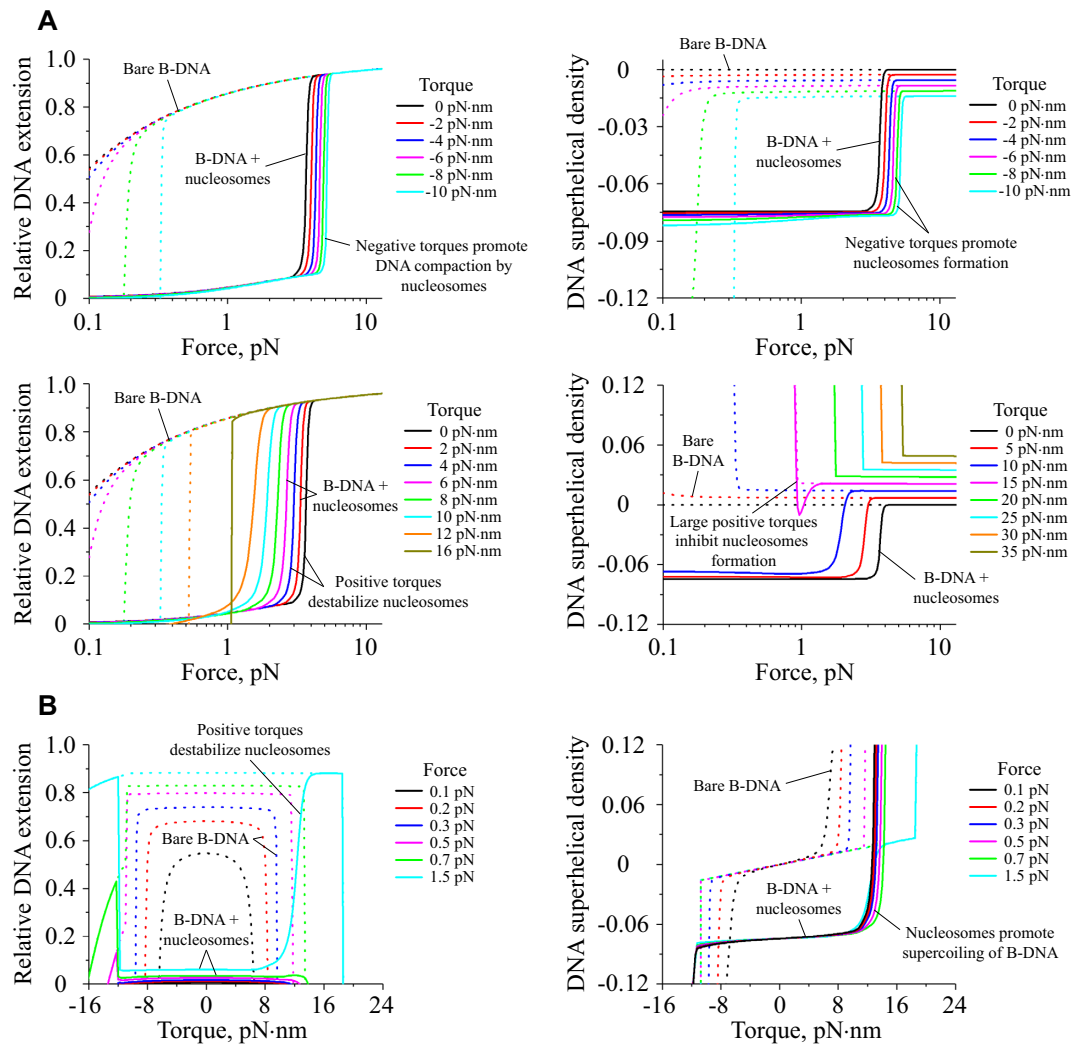 A
Relative DNA extension
1.0
0.8
0.6
0.4
0.2
0
0.1
1
10
Force, pN
Bare B-DNA
B-DNA +
nucleosomes
Negative torques promote
DNA compaction by
nucleosomes
Torque
0 pN·nm
-2 pN·nm
-4 pN·nm
-6 pN·nm
-8 pN·nm
-10 pN·nm
DNA superhelical density
0
-0.03
-0.06
-0.09
-0.12
0.1
1
10
Force, pN
Bare B-DNA
B-DNA +
nucleosomes
Negative torques promote
nucleosomes formation
Torque
0 pN·nm
-2 pN·nm
-4 pN·nm
-6 pN·nm
-8 pN·nm
-10 pN·nm
Relative DNA extension
1.0
0.8
0.6
0.4
0.2
0
0.1
1
10
Force, pN
Bare B-DNA
B-DNA +
nucleosomes
Positive torques
destabilize nucleosomes
Torque
0 pN·nm
2 pN·nm
4 pN·nm
6 pN·nm
8 pN·nm
10 pN·nm
12 pN·nm
16 pN·nm
DNA superhelical density
0.12
0.06
0
-0.06
-0.12
0.1
1
10
Force, pN
Bare
B-DNA
Large positive torques
inhibit nucleosomes
formation
B-DNA +
nucleosomes
Torque
0 pN·nm
5 pN·nm
10 pN·nm
15 pN·nm
20 pN·nm
25 pN·nm
30 pN·nm
35 pN·nm
B
Relative DNA extension
1.0
0.8
0.6
0.4
0.2
0
-16
-8
0
8
16
24
Torque, pN·nm
Positive torques
destabilize nucleosomes
Bare B-DNA
B-DNA +
nucleosomes
Force
0.1 pN
0.2 pN
0.3 pN
0.5 pN
0.7 pN
1.5 pN
DNA superhelical density
0.12
0.06
0
-0.06
-0.12
-16
-8
0
8
16
24
Torque, pN·nm
Bare B-DNA
B-DNA +
nucleosomes
Nucleosomes promote
supercoiling of B-DNA
Force
0.1 pN
0.2 pN
0.3 pN
0.5 pN
0.7 pN
1.5 pN